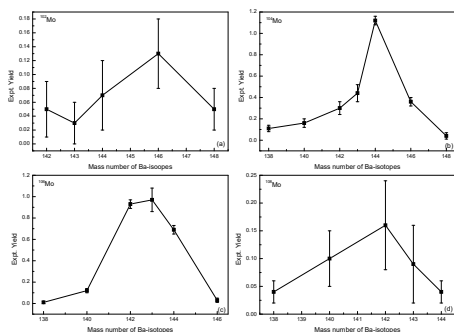 ¹⁰²Mo
0.18
0.16
0.14
0.12
0.10
0.08
0.06
0.04
0.02
0.00
Expt. Yield
142 143 144 145 146 147 148
Mass number of Ba-isoopes
(a)
¹⁰⁴Mo
1.2
1.0
0.8
0.6
0.4
0.2
0.0
Expt. Yield
138 140 142 144 146 148
Mass number of Ba-isotopes
(b)
¹⁰⁶Mo
1.0
0.8
0.6
0.4
0.2
0.0
Expt. Yield
138 140 142 144 146
Mass number of Ba-isotopes
(c)
¹⁰⁸Mo
0.25
0.20
0.15
0.10
0.05
0.00
Expt. Yield
138 139 140 141 142 143 144
Mass number of Ba-isotopes
(d)